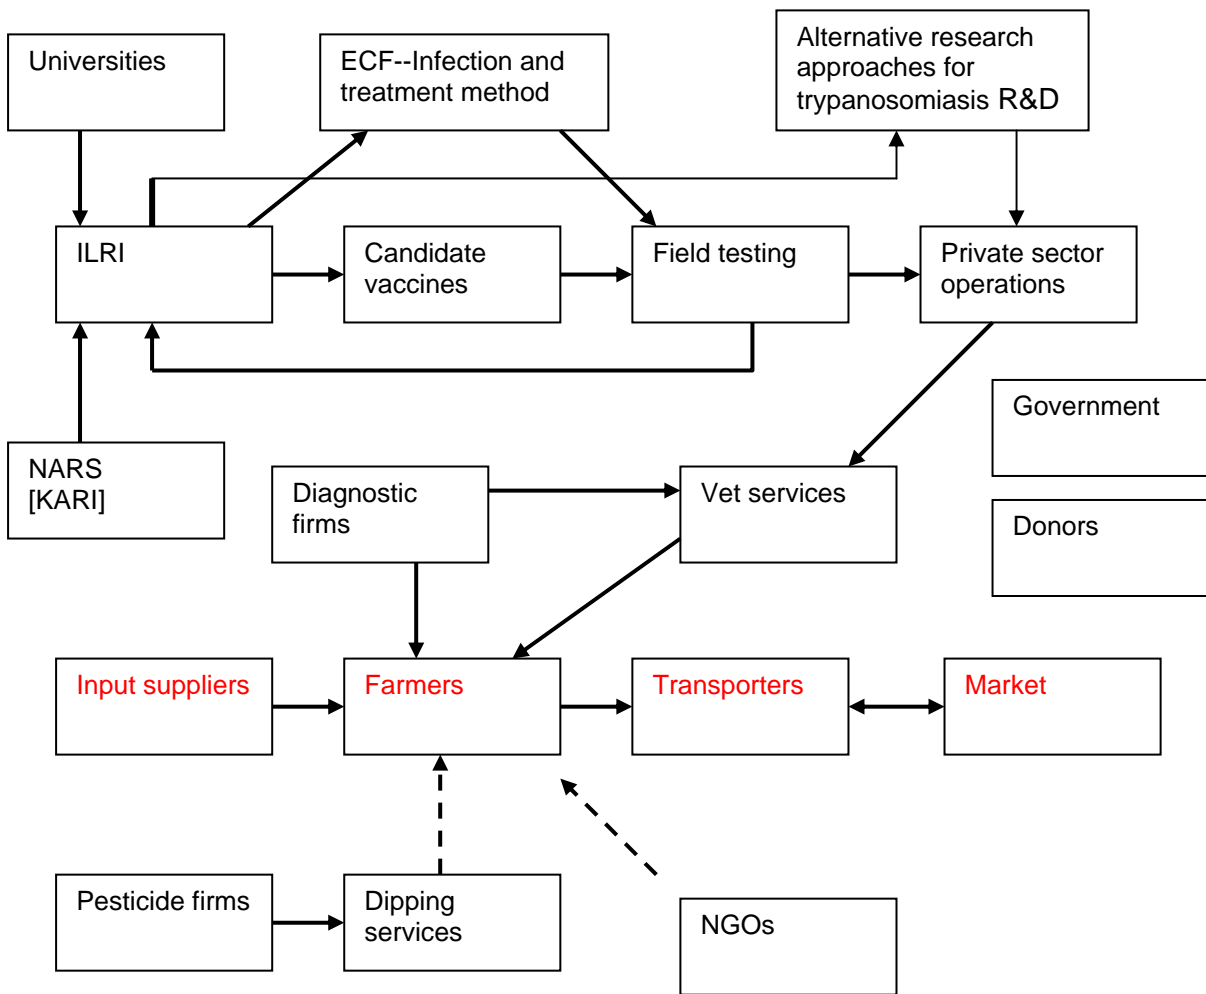 Universities
ECF--Infection and
treatment method
Alternative research
approaches for
trypanosomiasis R&D
ILRI
Candidate
vaccines
Field testing
Private sector
operations
Government
NARS
[KARI]
Diagnostic
firms
Vet services
Donors
Input suppliers
Farmers
Transporters
Market
Pesticide firms
Dipping
services
NGOs